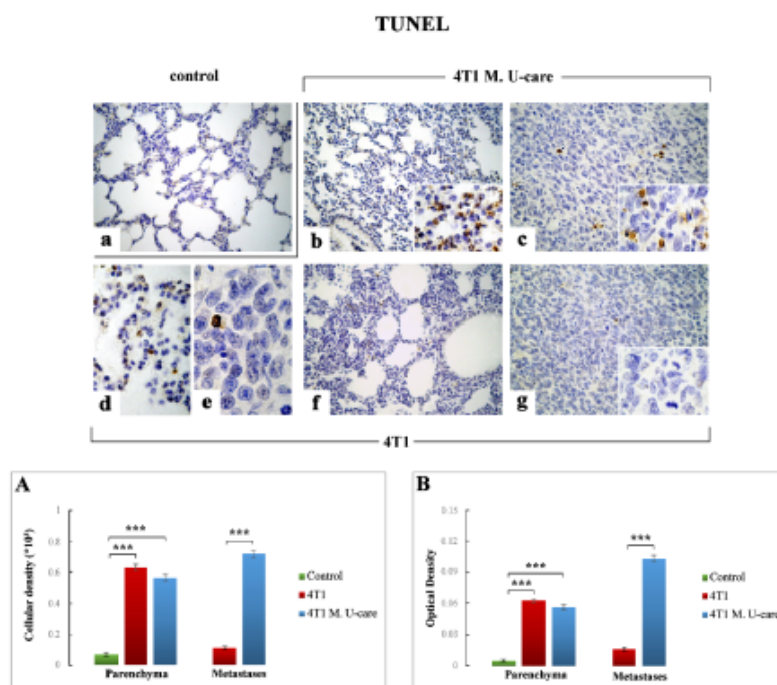 TUNEL
control
4T1 M. U-care
a
b
c
d
e
f
g
4T1
A
Cellular density (*10³)
1
0.8
0.6
0.4
0.2
0
***
***
***
Parenchyma
Metastases
Control
4T1
4T1 M. U-care
B
Optical Density
0.15
0.12
0.09
0.06
0.03
0
***
***
***
Parenchyma
Metastases
Control
4T1
4T1 M. U-care